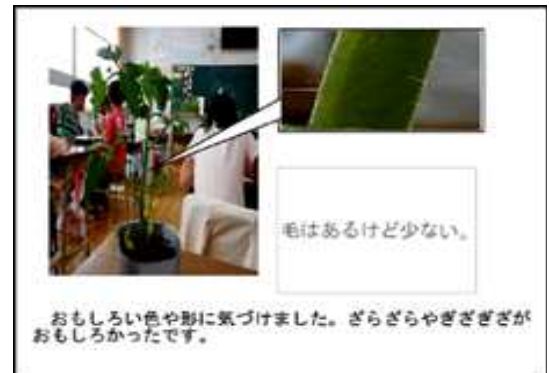 毛はあるけど少ない。
おもしろい色や形に気づけました。ざらざらやぎざぎざが
おもしろかったです。